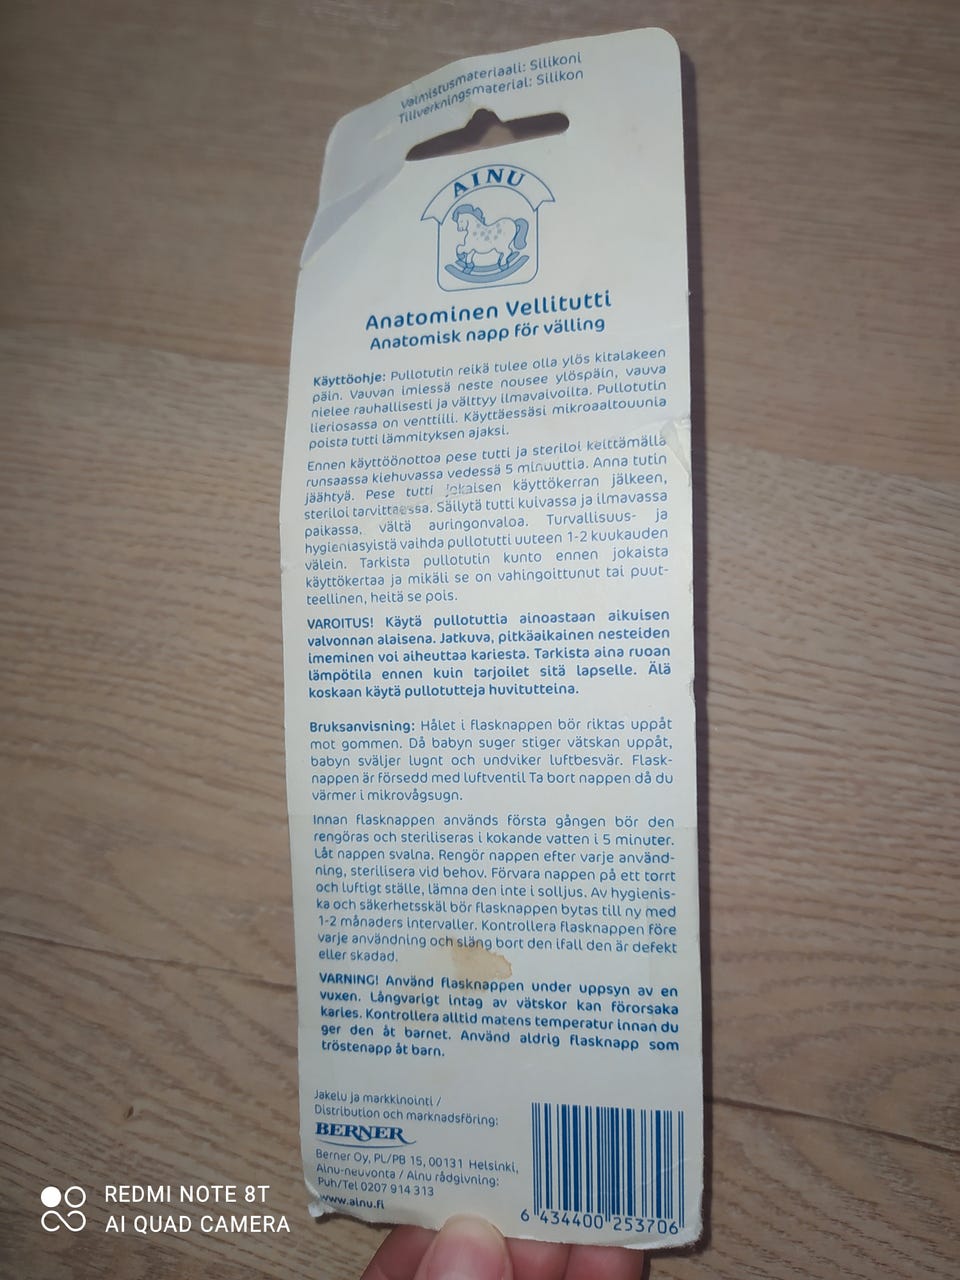 Valmistusmateriaali: Silikoni
Tillverkningsmaterial: Silikon
AINU
Anatominen Vellitutti
Anatomisk napp för välling
Käyttöohje: Pullotutin reikä tulee olla ylös kitalakeen
päin. Vauvan imiessä neste nousee ylöspäin, vauva
nielee rauhallisesti ja välttyy ilmavaivoilta. Pullotutin
lieriosassa on venttiili. Käyttäessäsi mikroaaltouunia
poista tutti lämmityksen ajaksi.
Ennen käyttöönottoa pese tutti ja steriloi keittämällä
runsaassa kiehuvassa vedessä 5 minuuttia. Anna tutin
jäähtyä. Pese tutti jokaisen käyttökerran jälkeen,
steriloi tarvittaessa. Säilytä tutti kuivassa ja ilmavassa
paikassa, vältä auringonvaloa. Turvallisuus- ja
hygieniasyistä vaihda pullotutti uuteen 1-2 kuukauden
välein. Tarkista pullotutin kunto ennen jokaista
käyttökertaa ja mikäli se on vahingoittunut tai puut-
teellinen, heitä se pois.
VAROITUS! Käytä pullotuttia ainoastaan aikuisen
valvonnan alaisena. Jatkuva, pitkäaikainen nesteiden
imeminen voi aiheuttaa kariesta. Tarkista aina ruoan
lämpötila ennen kuin tarjoilet sitä lapselle. Älä
koskaan käytä pullotutteja huvitutteina.
Bruksanvisning: Hålet i flasknappen bör riktas uppåt
mot gommen. Då babyn suger stiger vätskan uppåt,
babyn sväljer lugnt och undviker luftbesvär. Flask-
nappen är försedd med luftventil Ta bort nappen då du
värmer i mikrovågsugn.
Innan flasknappen används första gången bör den
rengöras och steriliseras i kokande vatten i 5 minuter.
Låt nappen svalna. Rengör nappen efter varje använd-
ning, sterilisera vid behov. Förvara nappen på ett torrt
och luftigt ställe, lämna den inte i solljus. Av hygienis-
ka och säkerhetsskäl bör flasknappen bytas till ny med
1-2 månaders intervaller. Kontrollera flasknappen före
varje användning och släng bort den ifall den är defekt
eller skadad.
VARNING! Använd flasknappen under uppsyn av en
vuxen. Långvarigt intag av vätskor kan förorsaka
karies. Kontrollera alltid matens temperatur innan du
ger den åt barnet. Använd aldrig flasknapp som
tröstenapp åt barn.
Jakelu ja markkinointi /
Distribution och marknadsföring:
BERNER
Berner Oy, PL/PB 15, 00131 Helsinki,
Ainu-neuvonta / Ainu rådgivning:
Puh/Tel 0207 914 313
www.ainu.fi
6 434400 253706
REDMI NOTE 8T
AI QUAD CAMERA